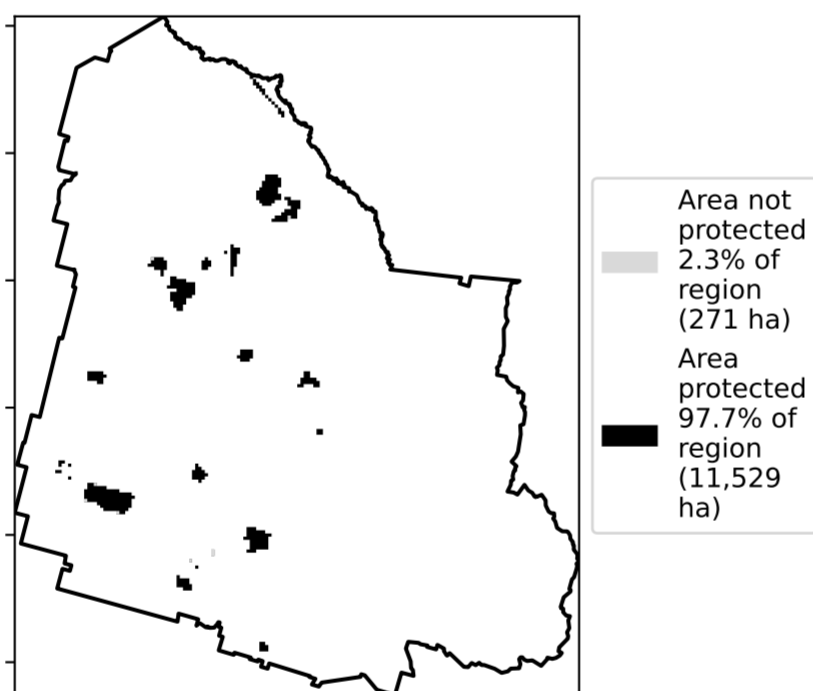 Area not
protected
2.3% of
region
(271 ha)
Area
protected
97.7% of
region
(11,529
ha)